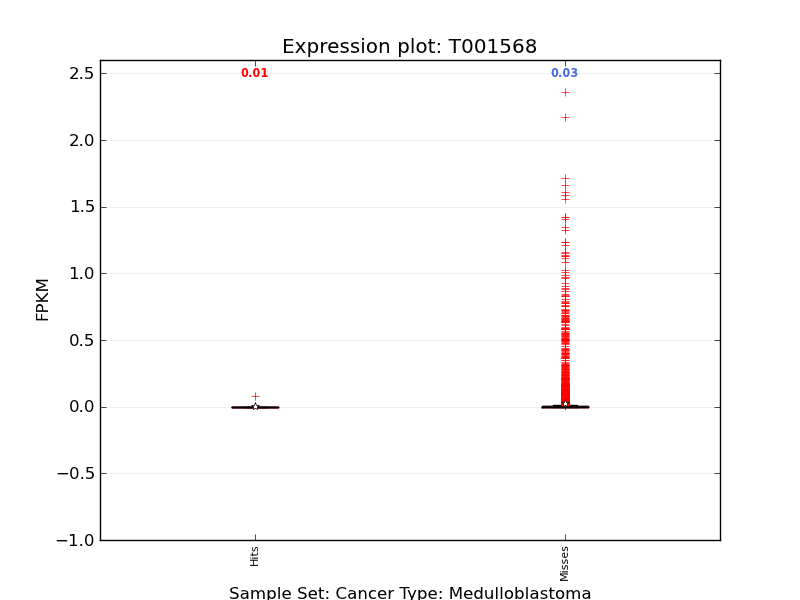 Expression plot: T001568
0.01
0.03
2.5
2.0
1.5
1.0
0.5
0.0
−0.5
−1.0
FPKM
Hits
Misses
Sample Set: Cancer Type: Medulloblastoma